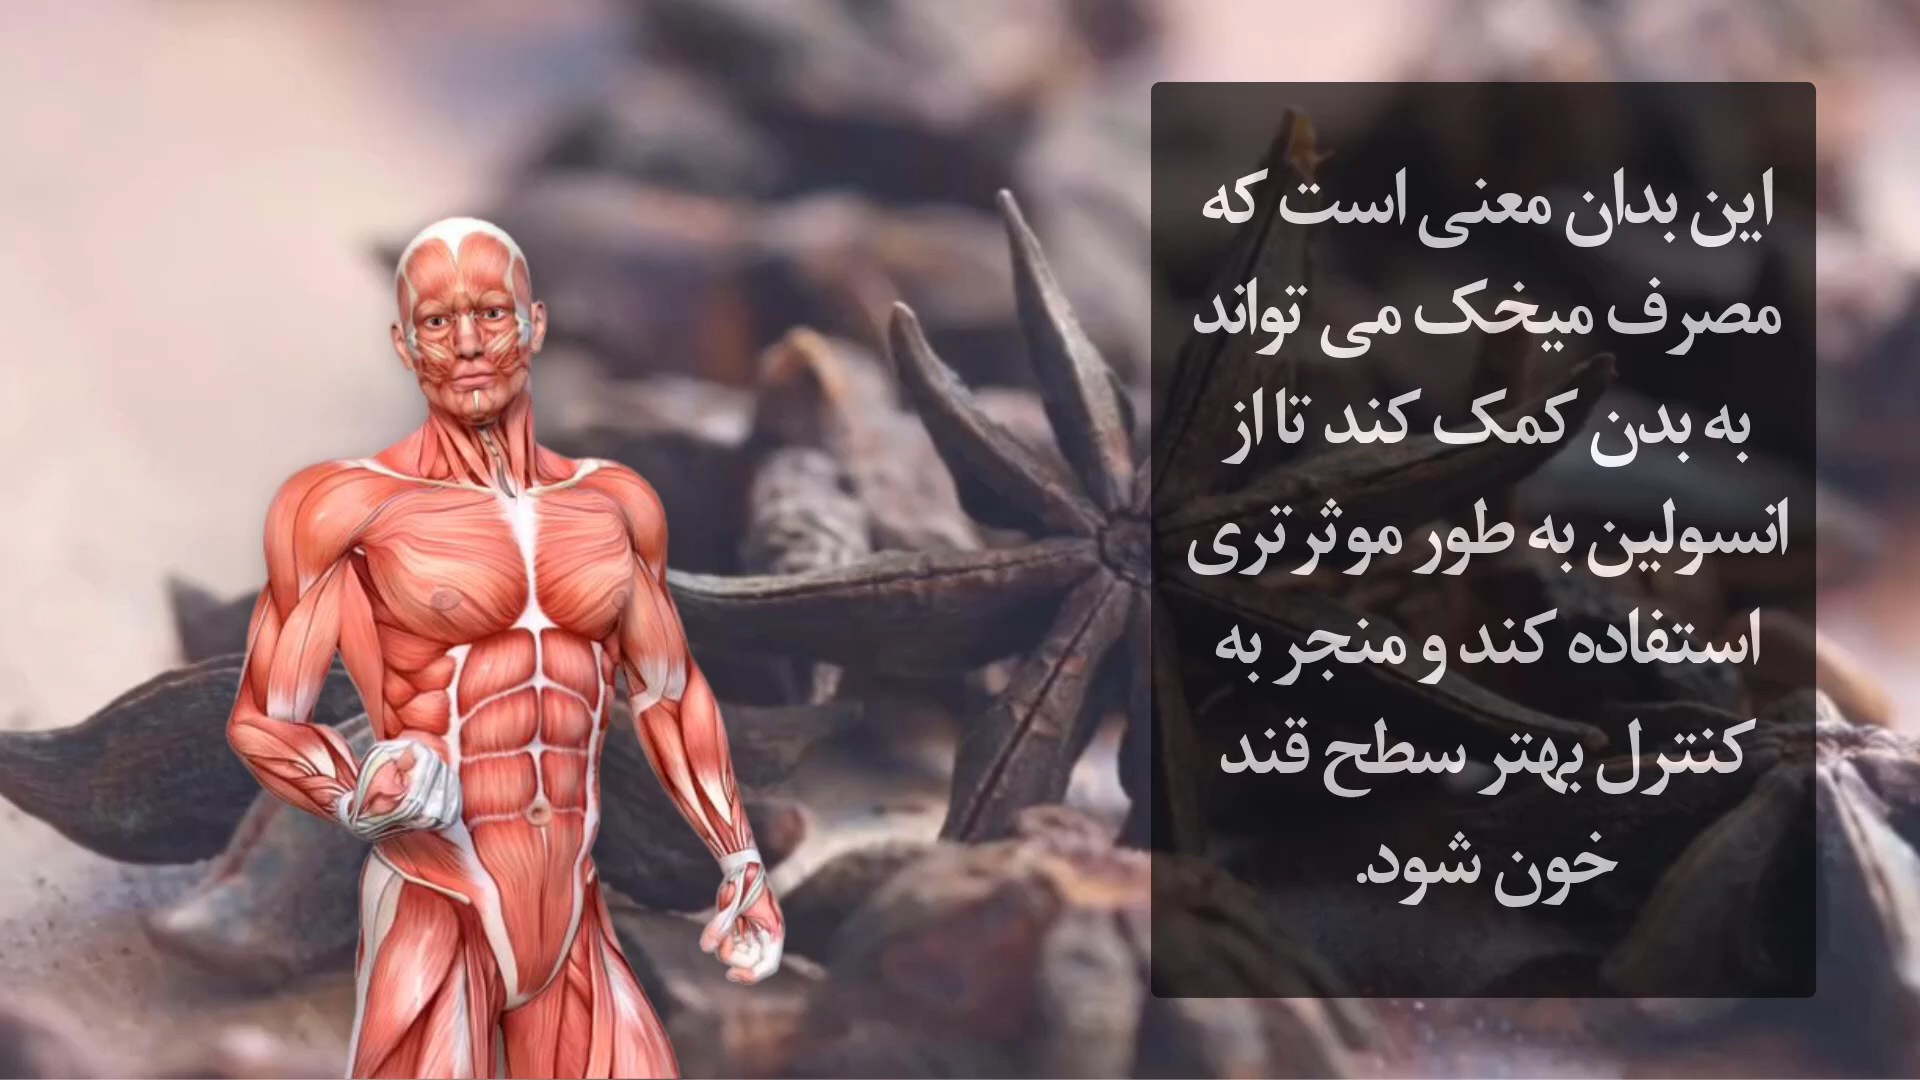 این بدان معنی است که
مصرف میخک می تواند
به بدن کمک کند تا از
انسولین به طور موثر تری
استفاده کند و منجر به
کنترل بهتر سطح قند
خون شود.